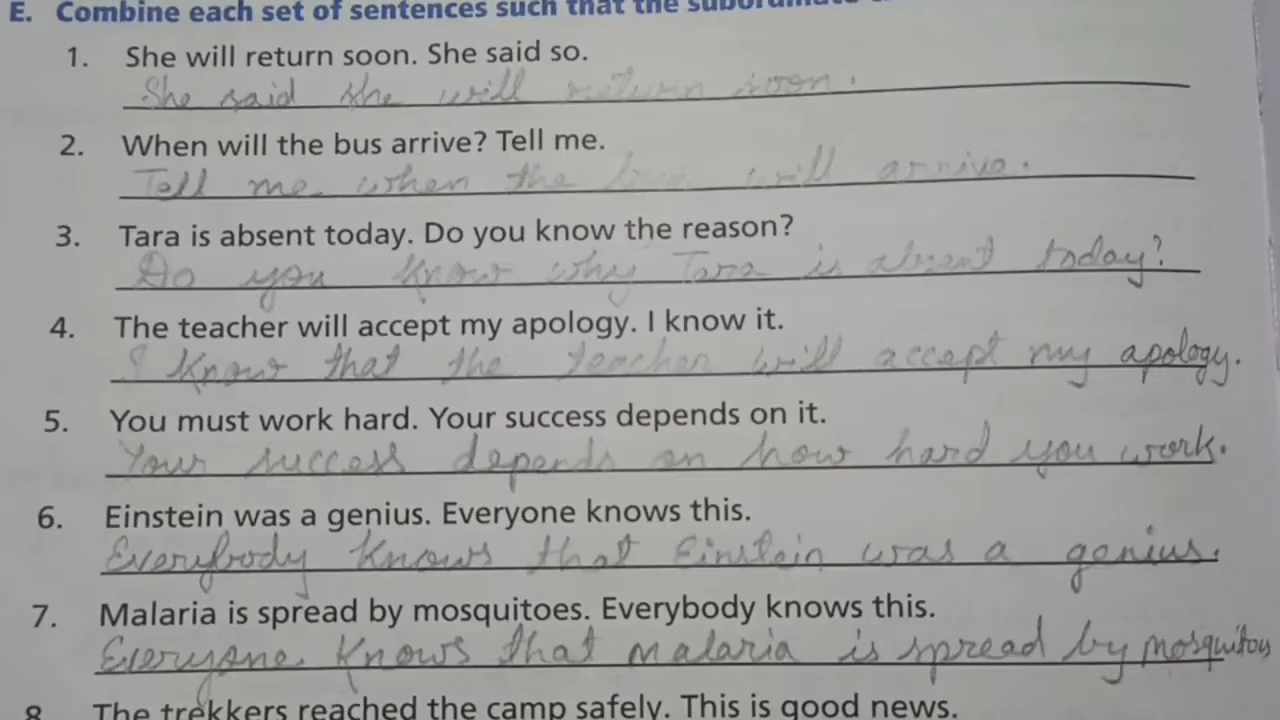 E. Combine each set of sentences such that the
1. She will return soon. She said so.
She said she will return soon.
2. When will the bus arrive? Tell me.
Tell me when the bus will arrive.
3. Tara is absent today. Do you know the reason?
Do you know why Tara is absent today?
4. The teacher will accept my apology. I know it.
I know that the teacher will accept my apology.
5. You must work hard. Your success depends on it.
Your success depends on how hard you work.
6. Einstein was a genius. Everyone knows this.
Everybody knows that Einstein was a genius.
7. Malaria is spread by mosquitoes. Everybody knows this.
Everyone knows that malaria is spread by
8. The trekkers reached the camp safely. This is good news.